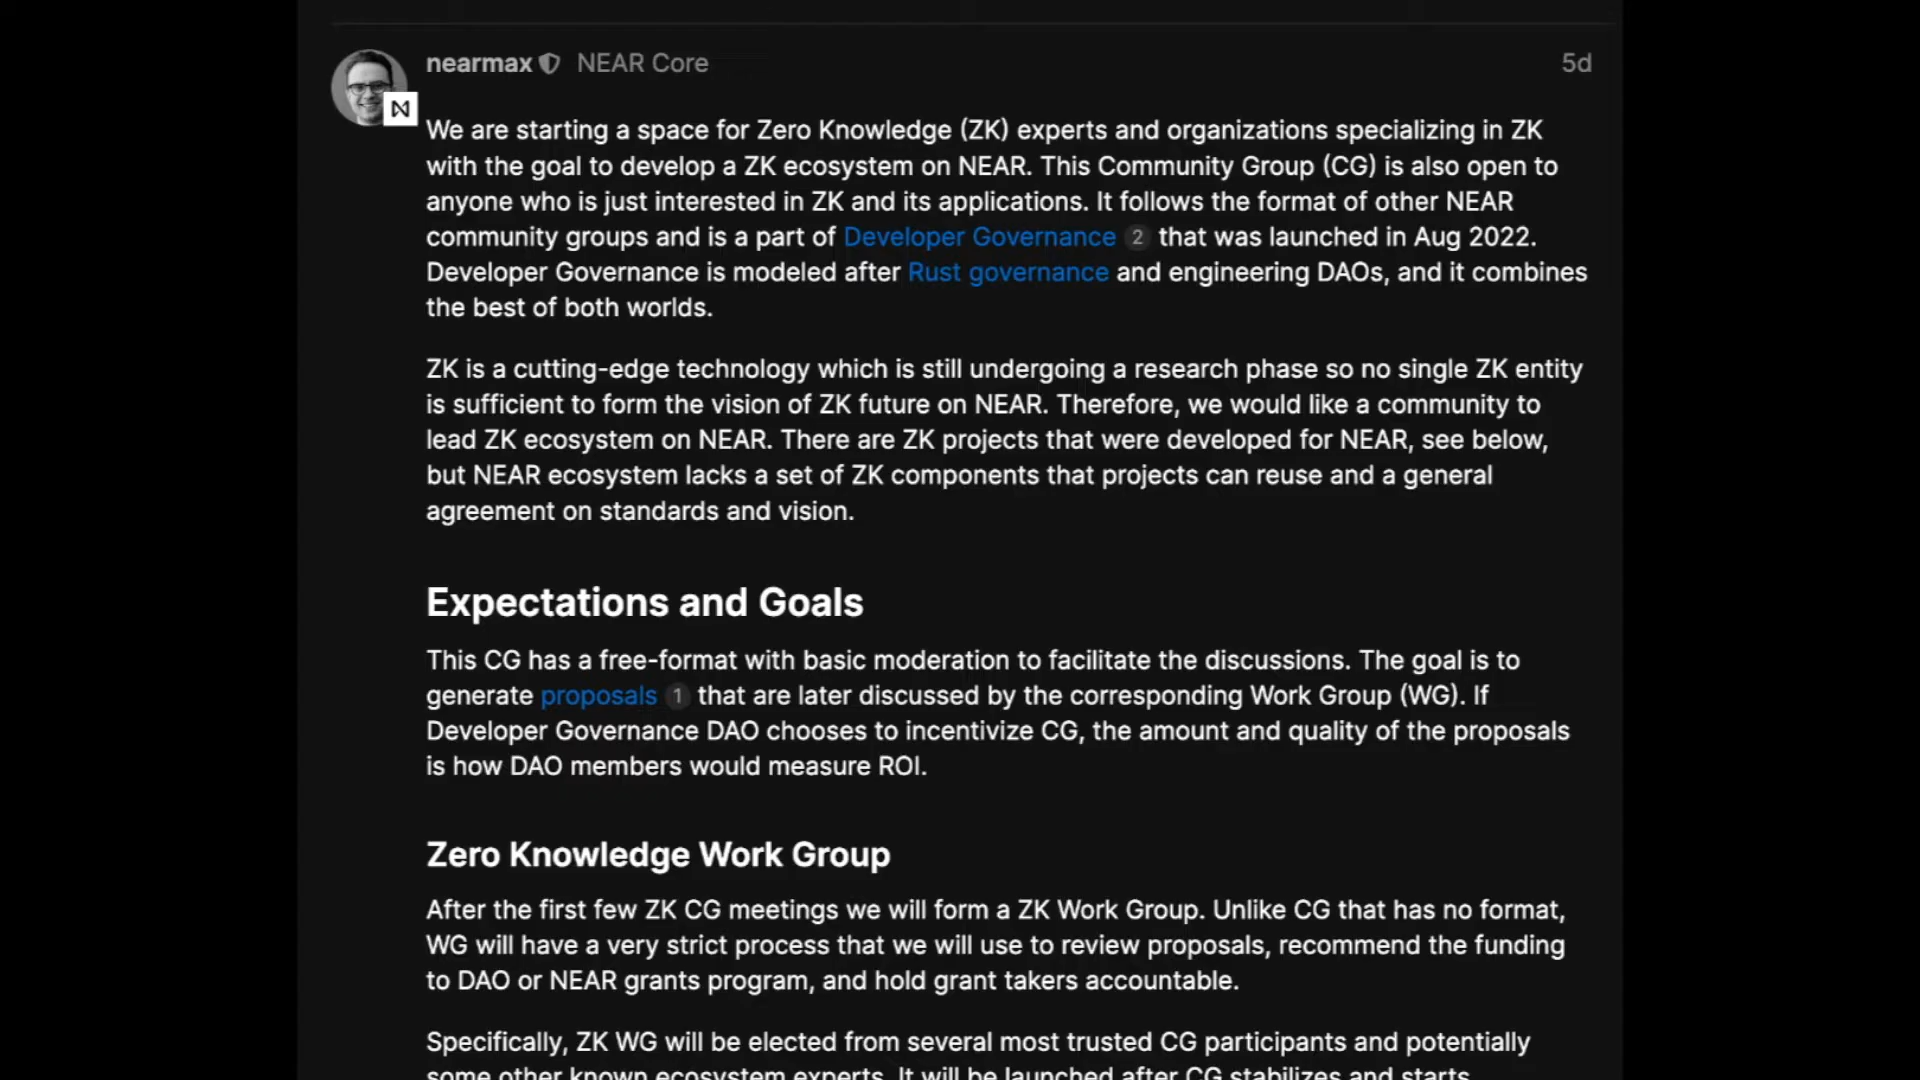 nearmax NEAR Core 5d
We are starting a space for Zero Knowledge (ZK) experts and organizations specializing in ZK
with the goal to develop a ZK ecosystem on NEAR. This Community Group (CG) is also open to
anyone who is just interested in ZK and its applications. It follows the format of other NEAR
community groups and is a part of Developer Governance 2 that was launched in Aug 2022.
Developer Governance is modeled after Rust governance and engineering DAOs, and it combines
the best of both worlds.
ZK is a cutting-edge technology which is still undergoing a research phase so no single ZK entity
is sufficient to form the vision of ZK future on NEAR. Therefore, we would like a community to
lead ZK ecosystem on NEAR. There are ZK projects that were developed for NEAR, see below,
but NEAR ecosystem lacks a set of ZK components that projects can reuse and a general
agreement on standards and vision.
Expectations and Goals
This CG has a free-format with basic moderation to facilitate the discussions. The goal is to
generate proposals 1 that are later discussed by the corresponding Work Group (WG). If
Developer Governance DAO chooses to incentivize CG, the amount and quality of the proposals
is how DAO members would measure ROI.
Zero Knowledge Work Group
After the first few ZK CG meetings we will form a ZK Work Group. Unlike CG that has no format,
WG will have a very strict process that we will use to review proposals, recommend the funding
to DAO or NEAR grants program, and hold grant takers accountable.
Specifically, ZK WG will be elected from several most trusted CG participants and potentially
some other known ecosystem experts. It will be launched after CG stabilizes and starts